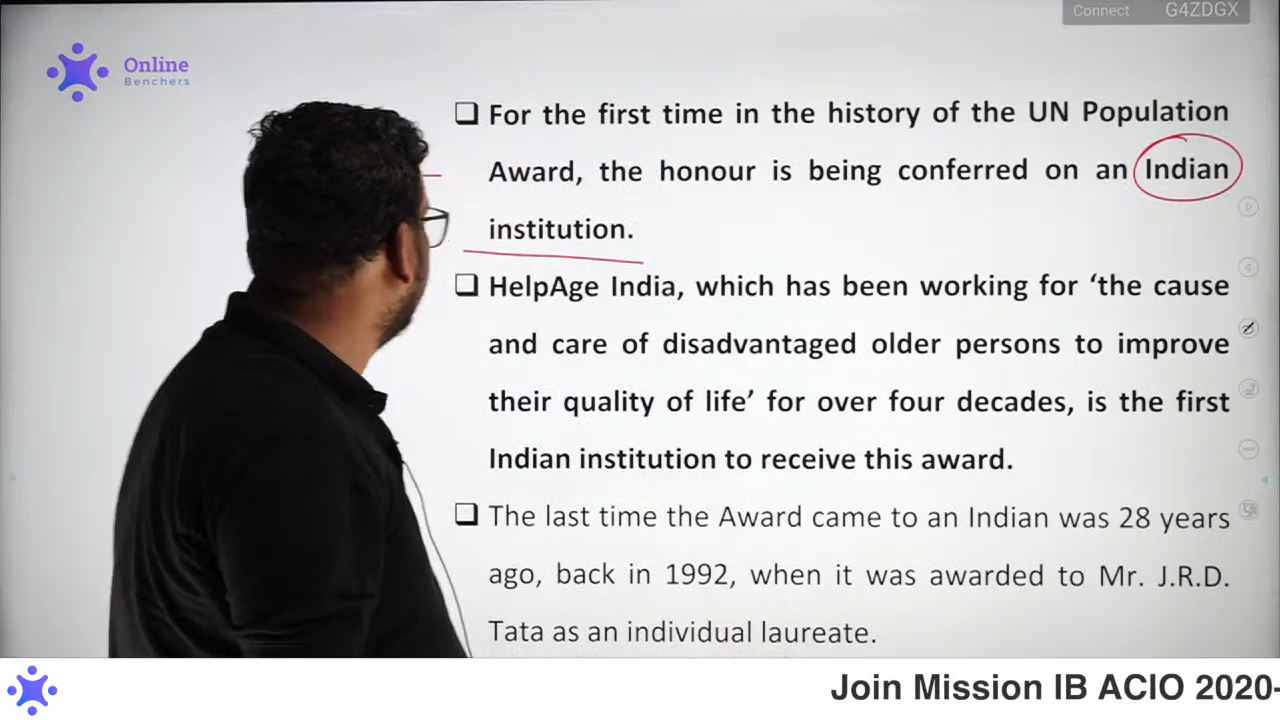 Connect G4ZDGX
Online
Benchers
For the first time in the history of the UN Population
Award, the honour is being conferred on an Indian
institution.
HelpAge India, which has been working for ‘the cause
and care of disadvantaged older persons to improve
their quality of life’ for over four decades, is the first
Indian institution to receive this award.
The last time the Award came to an Indian was 28 years
ago, back in 1992, when it was awarded to Mr. J.R.D.
Tata as an individual laureate.
Join Mission IB ACIO 2020-